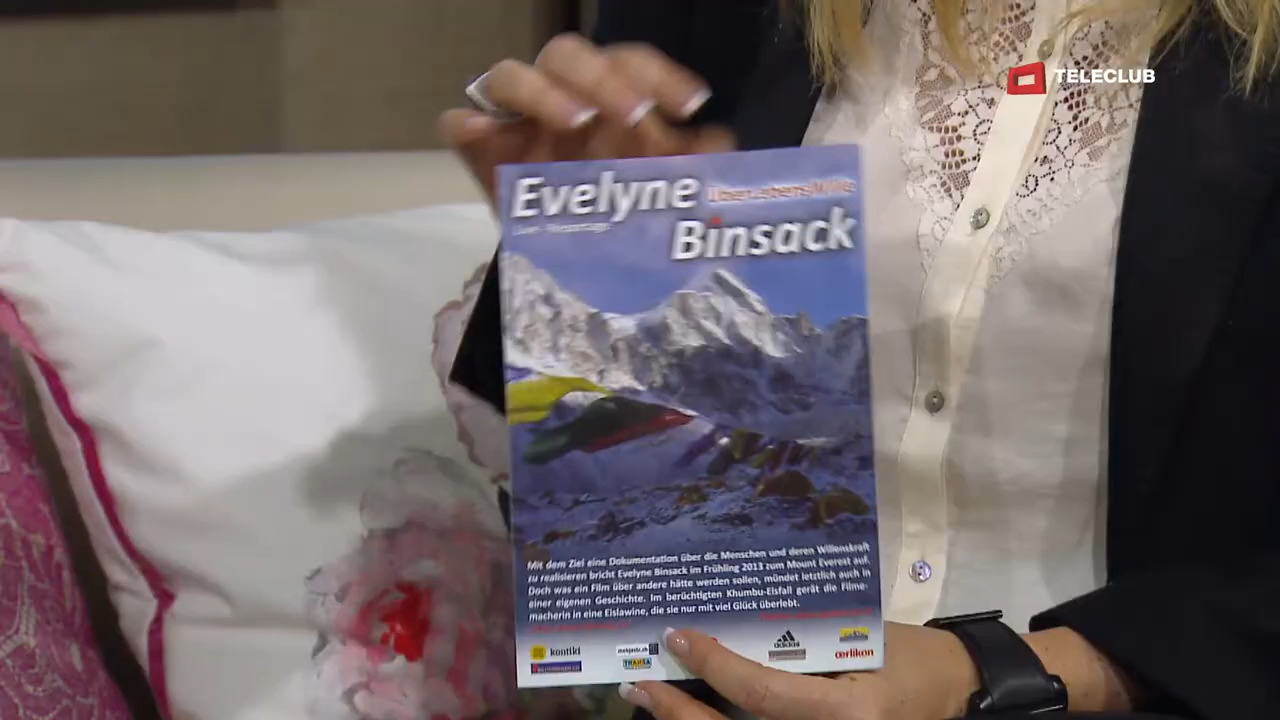 TELECLUB
Evelyne
Binsack
Mit dem Ziel eine Dokumentation über die Menschen und deren Willenskraft
zu realisieren bricht Evelyne Binsack im Frühling 2013 zum Mount Everest auf.
Doch was ein Film über andere hätte werden sollen, mündet letztlich auch in
einer eigenen Geschichte. Im berüchtigten Khumbu-Eisfall gerät die Filme-
macherin in eine Eislawine, die sie nur mit viel Glück überlebt.
kontiki
adidas
TRANSA
œrlikon